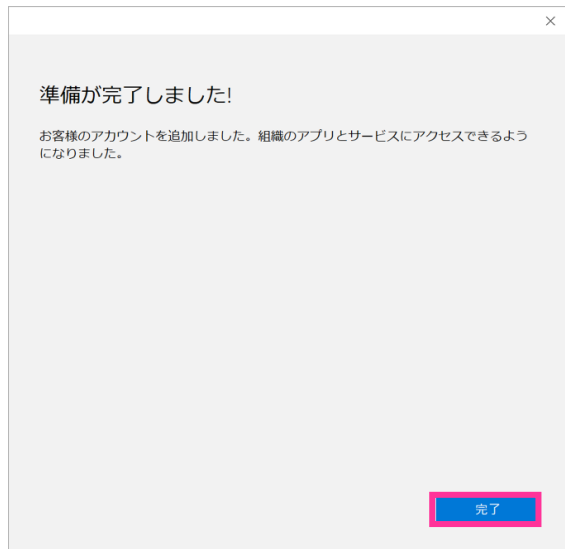 準備が完了しました!
お客様のアカウントを追加しました。組織のアプリとサービスにアクセスできるよう
になりました。
完了